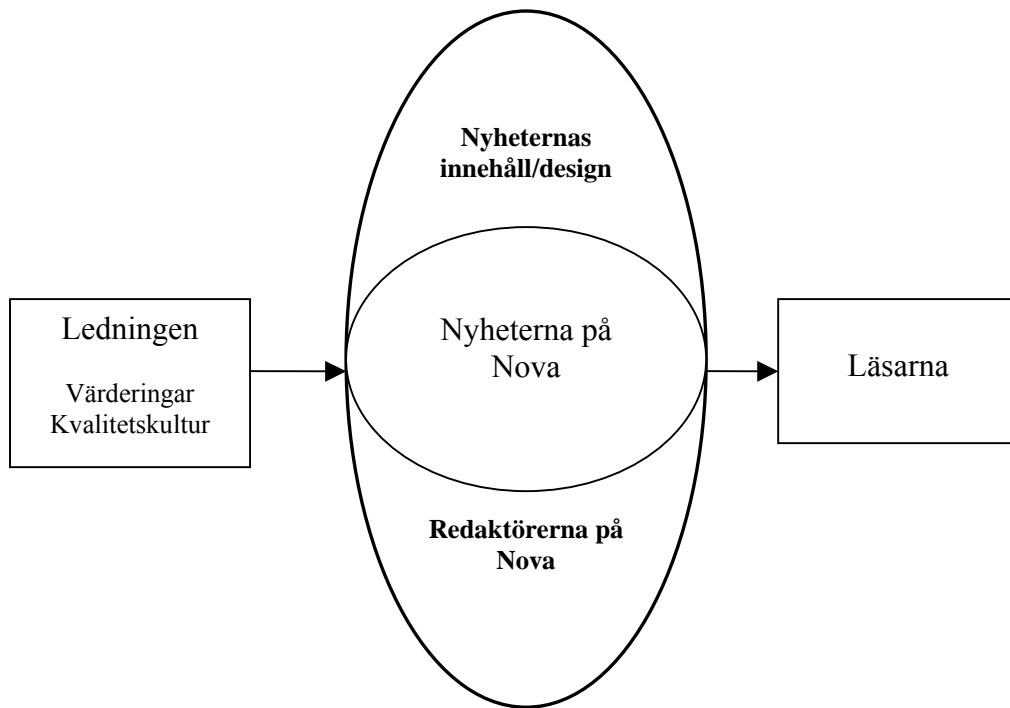 Ledningen
Värderingar
Kvalitetskultur
Nyheternas
innehåll/design
Nyheterna på
Nova
Redaktörerna på
Nova
Läsarna